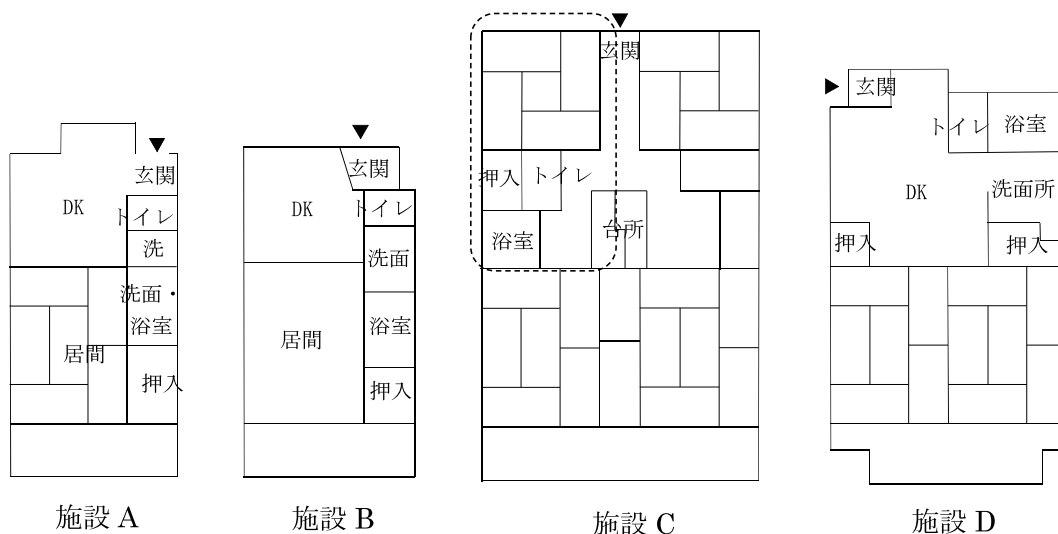 玄関
DK
トイレ
洗
洗面・
浴室
居間
押入
施設 A
玄関
DK
トイレ
洗面
居間
浴室
押入
施設 B
玄関
押入
トイレ
台所
浴室
施設 C
玄関
トイレ
浴室
DK
洗面所
押入
押入
施設 D